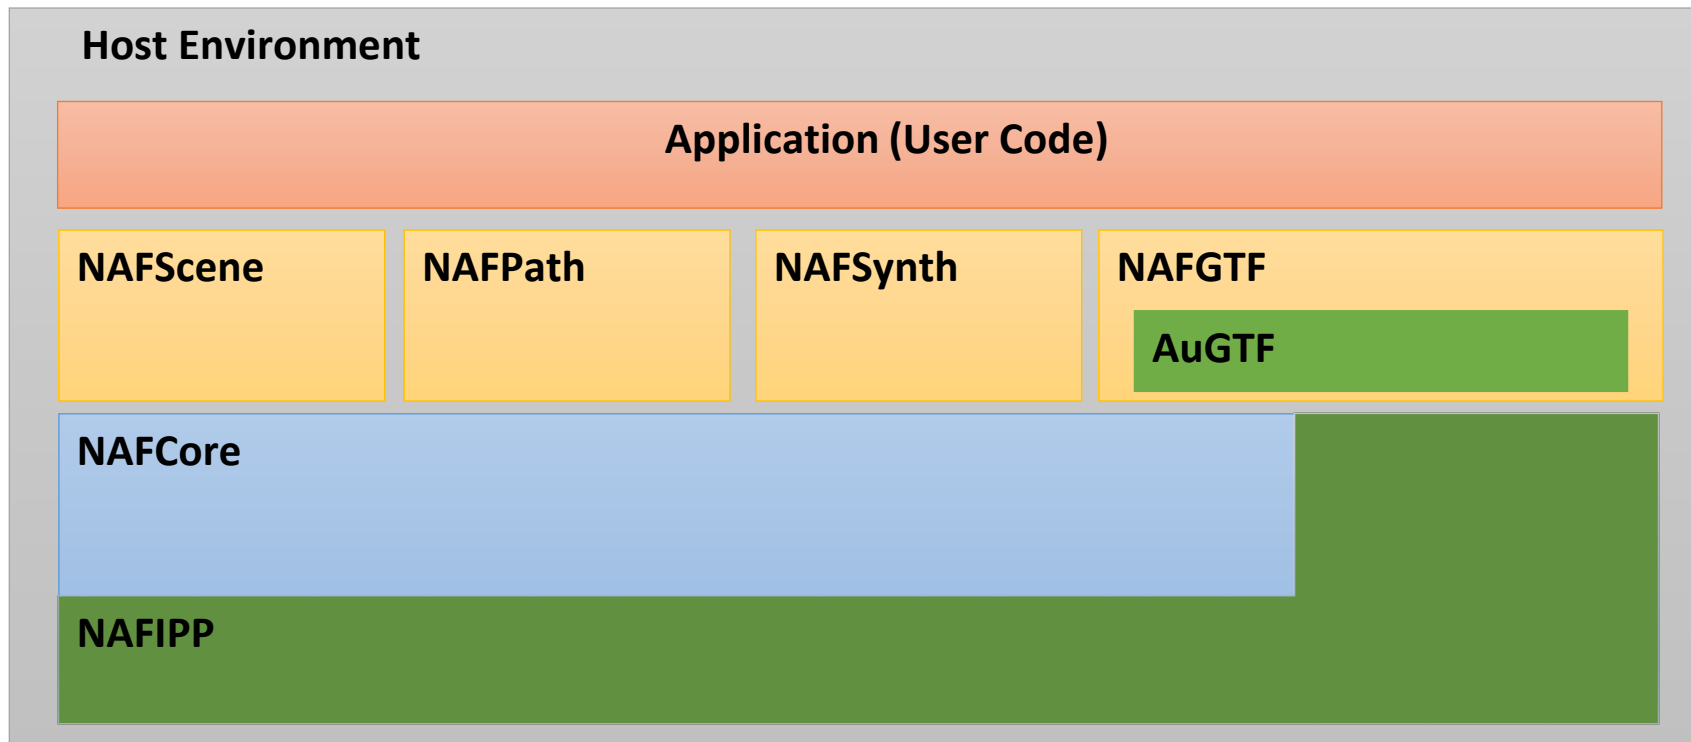 Host Environment
Application (User Code)
NAFScene
NAFPath
NAFSynth
NAFGTF
AuGTF
NAFCore
NAFIPP